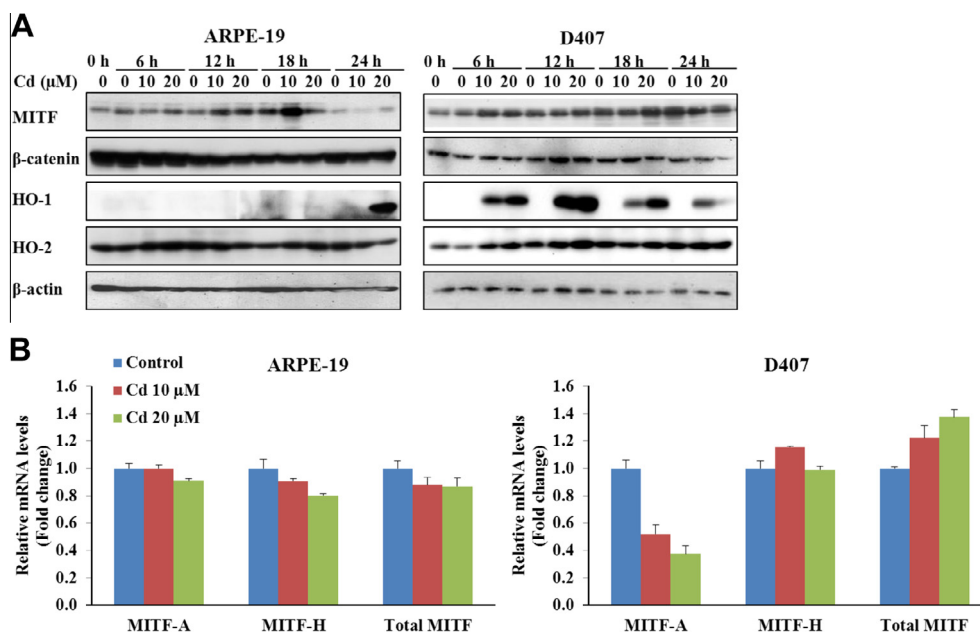 A
ARPE-19
D407
0 h 6 h 12 h 18 h 24 h
0 h 6 h 12 h 18 h 24 h
Cd (μM) 0 0 10 20 0 10 20 0 10 20 0 10 20
0 0 10 20 0 10 20 0 10 20 0 10 20
MITF
β-catenin
HO-1
HO-2
β-actin
B
ARPE-19
Control
Cd 10 μM
Cd 20 μM
Relative mRNA levels
(Fold change)
1.6
1.4
1.2
1.0
0.8
0.6
0.4
0.2
0.0
MITF-A MITF-H Total MITF
D407
Relative mRNA levels
(Fold change)
1.6
1.4
1.2
1.0
0.8
0.6
0.4
0.2
0.0
MITF-A MITF-H Total MITF